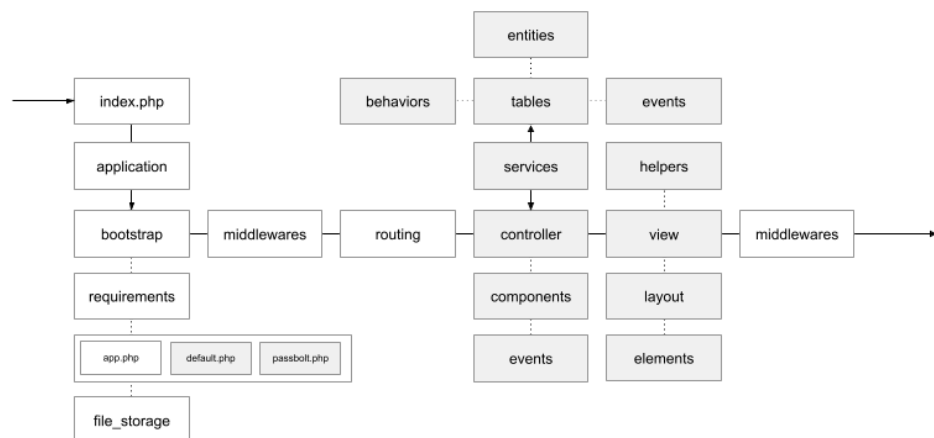 entities
index.php
behaviors
tables
events
application
services
helpers
bootstrap
middlewares
routing
controller
view
middlewares
requirements
components
layout
app.php
default.php
passbolt.php
events
elements
file_storage